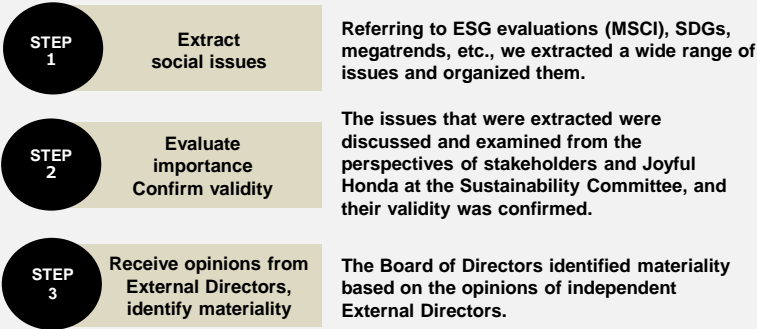 STEP
1
Extract
social issues
Referring to ESG evaluations (MSCI), SDGs,
megatrends, etc., we extracted a wide range of
issues and organized them.
STEP
2
Evaluate
importance
Confirm validity
The issues that were extracted were
discussed and examined from the
perspectives of stakeholders and Joyful
Honda at the Sustainability Committee, and
their validity was confirmed.
STEP
3
Receive opinions from
External Directors,
identify materiality
The Board of Directors identified materiality
based on the opinions of independent
External Directors.